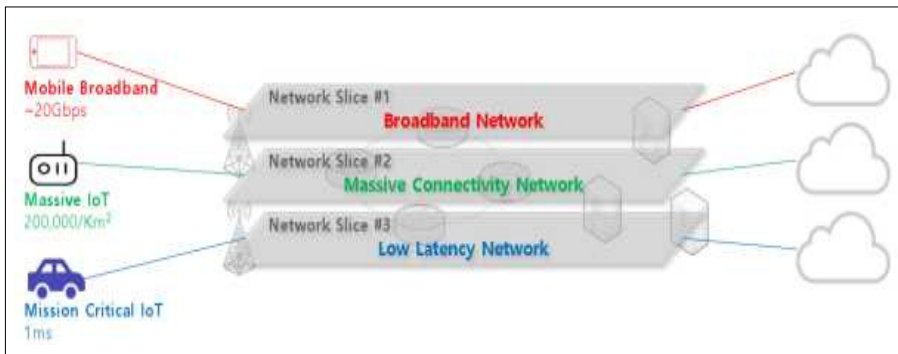 Mobile Broadband
~20Gbps
Network Slice #1
Broadband Network
Massive IoT
200,000/Km²
Network Slice #2
Massive Connectivity Network
Mission Critical IoT
1ms
Network Slice #3
Low Latency Network